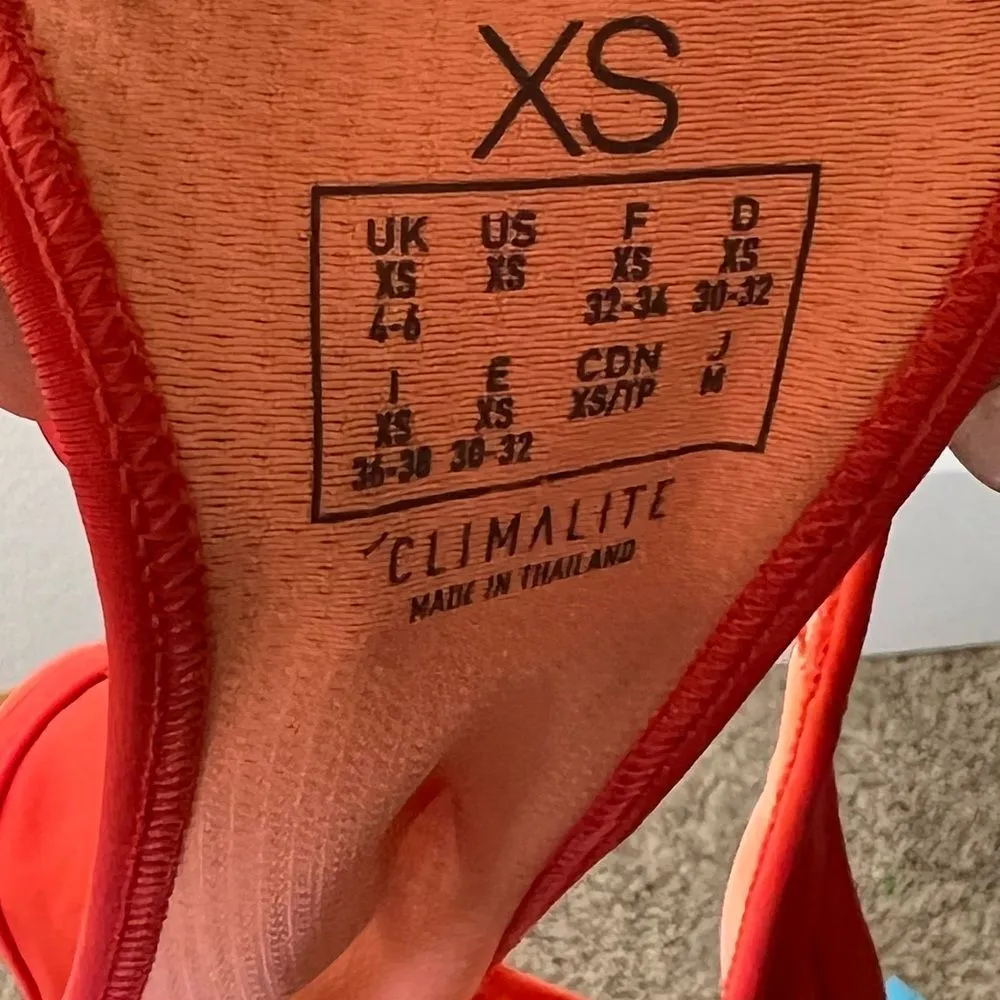 XS
UK US F D
XS XS XS XS
4-6 32-34 30-32
I E CDN J
XS XS XS/TP M
36-38 30-32
CLIMALITE
MADE IN THAILAND